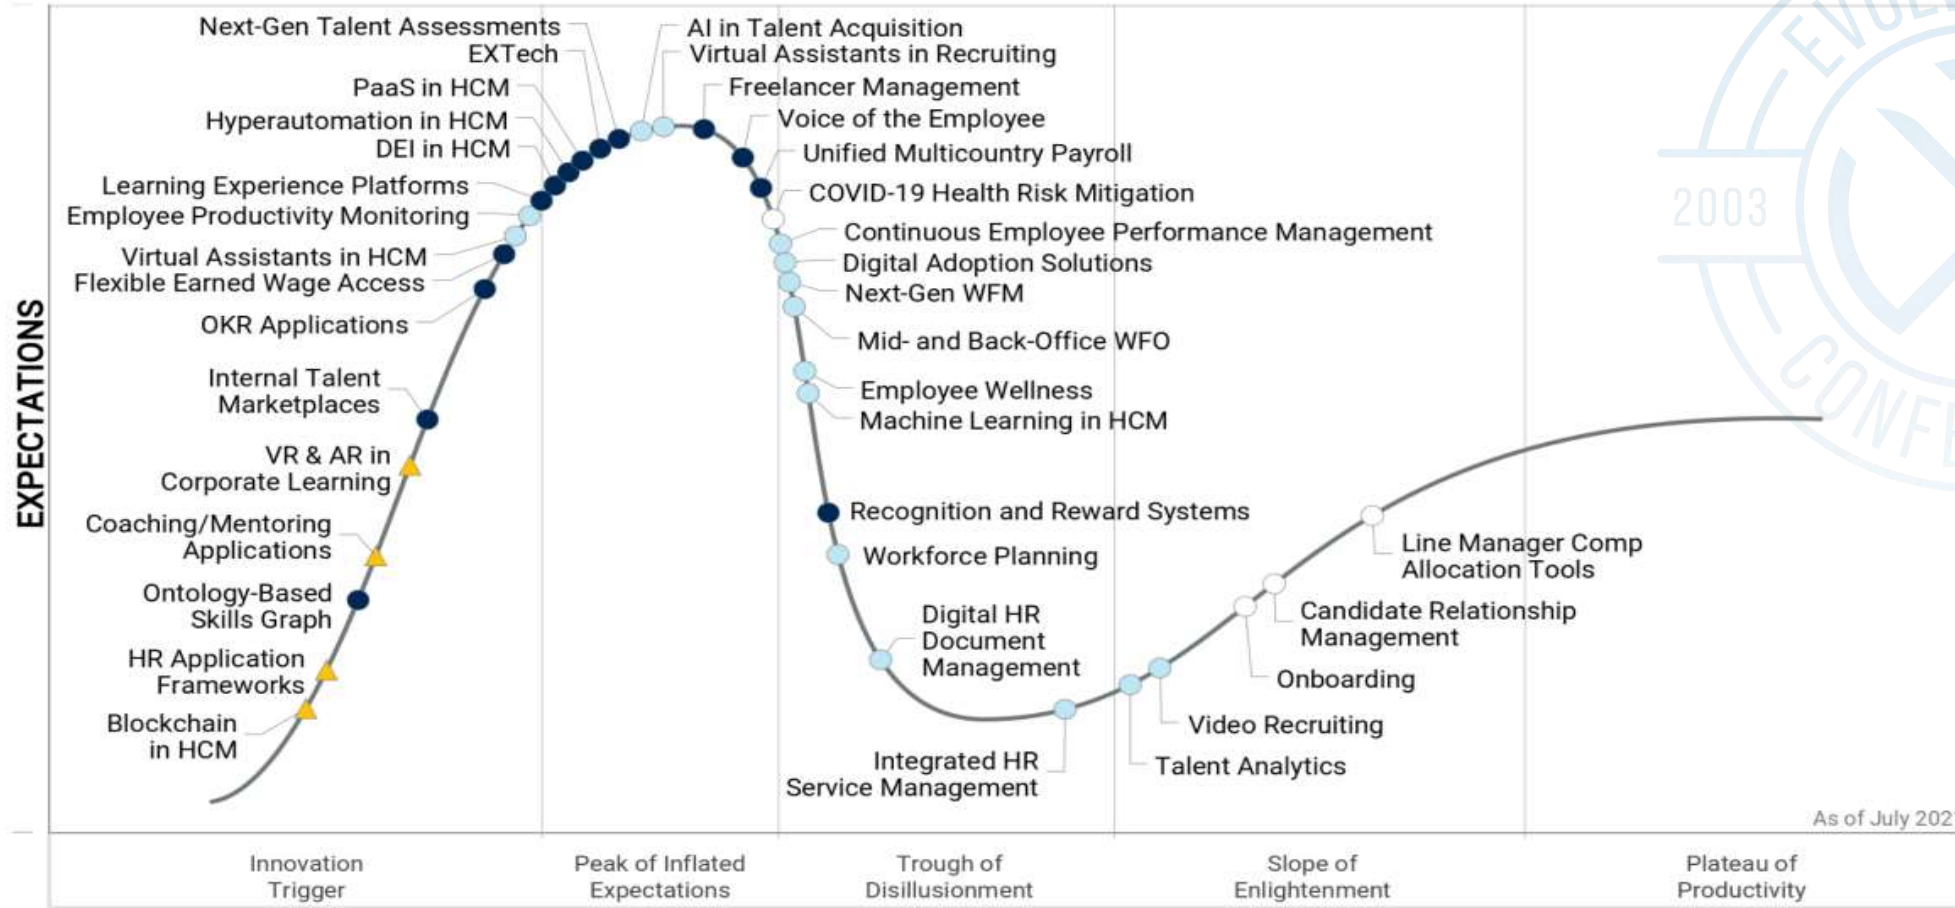 Next-Gen Talent Assessments
EXTech
PaaS in HCM
Hyperautomation in HCM
DEI in HCM
Learning Experience Platforms
Employee Productivity Monitoring
Virtual Assistants in HCM
Flexible Earned Wage Access
OKR Applications
Internal Talent
Marketplaces
VR & AR in
Corporate Learning
Coaching/Mentoring
Applications
Ontology-Based
Skills Graph
HR Application
Frameworks
Blockchain
in HCM
AI in Talent Acquisition
Virtual Assistants in Recruiting
Freelancer Management
Voice of the Employee
Unified Multicountry Payroll
COVID-19 Health Risk Mitigation
Continuous Employee Performance Management
Digital Adoption Solutions
Next-Gen WFM
Mid- and Back-Office WFO
Employee Wellness
Machine Learning in HCM
Recognition and Reward Systems
Workforce Planning
Digital HR
Document
Management
Integrated HR
Service Management
Talent Analytics
Video Recruiting
Onboarding
Candidate Relationship
Management
Line Manager Comp
Allocation Tools
EXPECTATIONS
2003
As of July
Innovation
Trigger
Peak of Inflated
Expectations
Trough of
Disillusionment
Slope of
Enlightenment
Plateau of
Productivity